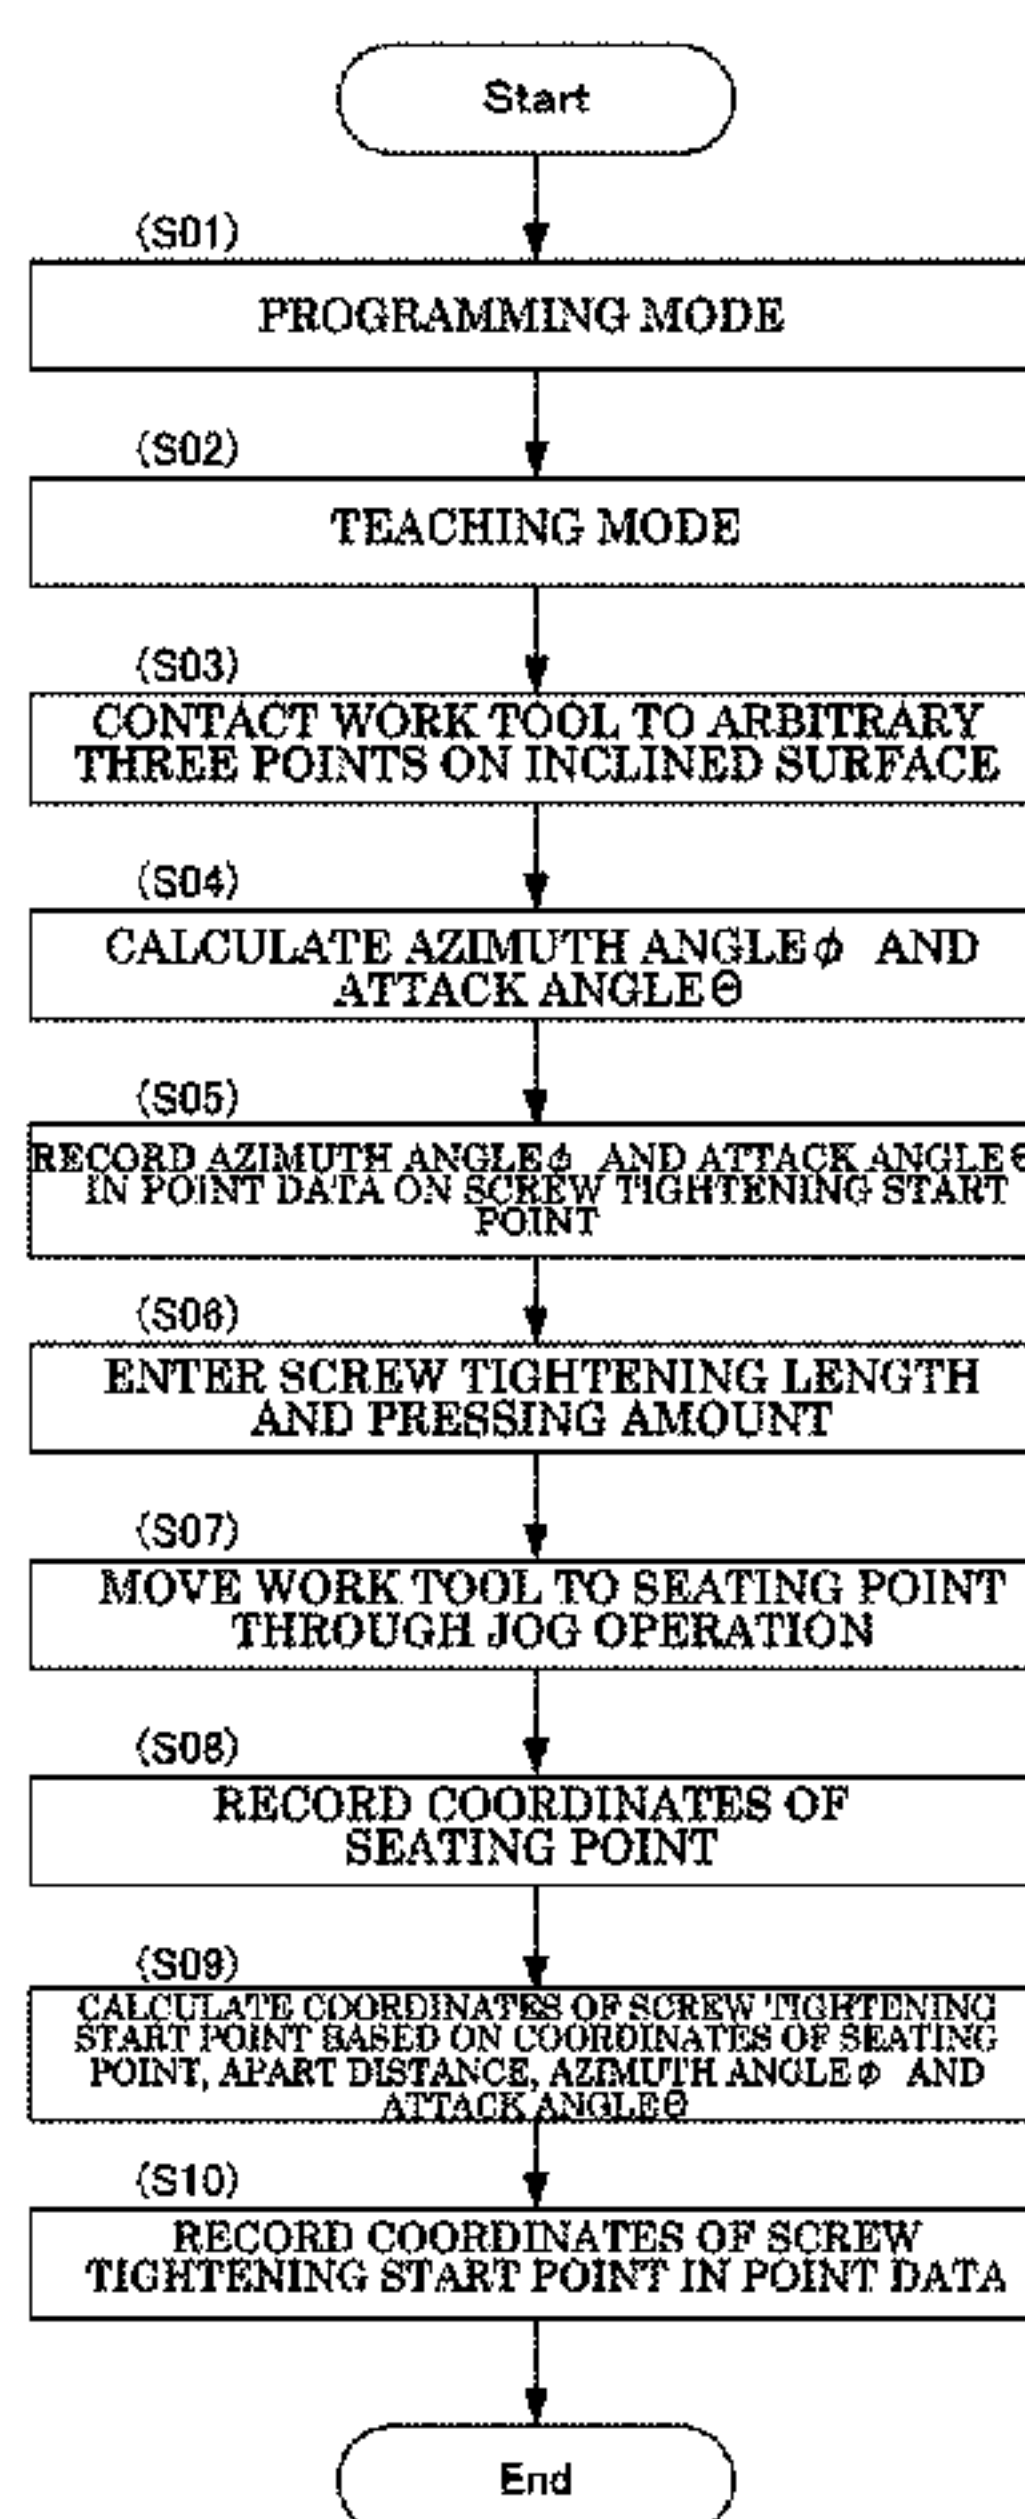 Start
(S01)
PROGRAMMING MODE
(S02)
TEACHING MODE
(S03)
CONTACT WORK TOOL TO ARBITRARY
THREE POINTS ON INCLINED SURFACE
(S04)
CALCULATE AZIMUTH ANGLE ϕ AND
ATTACK ANGLE Θ
(S05)
RECORD AZIMUTH ANGLE ϕ AND ATTACK ANGLE Θ
IN POINT DATA ON SCREW TIGHTENING START
POINT
(S06)
ENTER SCREW TIGHTENING LENGTH
AND PRESSING AMOUNT
(S07)
MOVE WORK TOOL TO SEATING POINT
THROUGH JOG OPERATION
(S08)
RECORD COORDINATES OF
SEATING POINT
(S09)
CALCULATE COORDINATES OF SCREW TIGHTENING
START POINT BASED ON COORDINATES OF SEATING
POINT, APART DISTANCE, AZIMUTH ANGLE ϕ AND
ATTACK ANGLE Θ
(S10)
RECORD COORDINATES OF SCREW
TIGHTENING START POINT IN POINT DATA
End